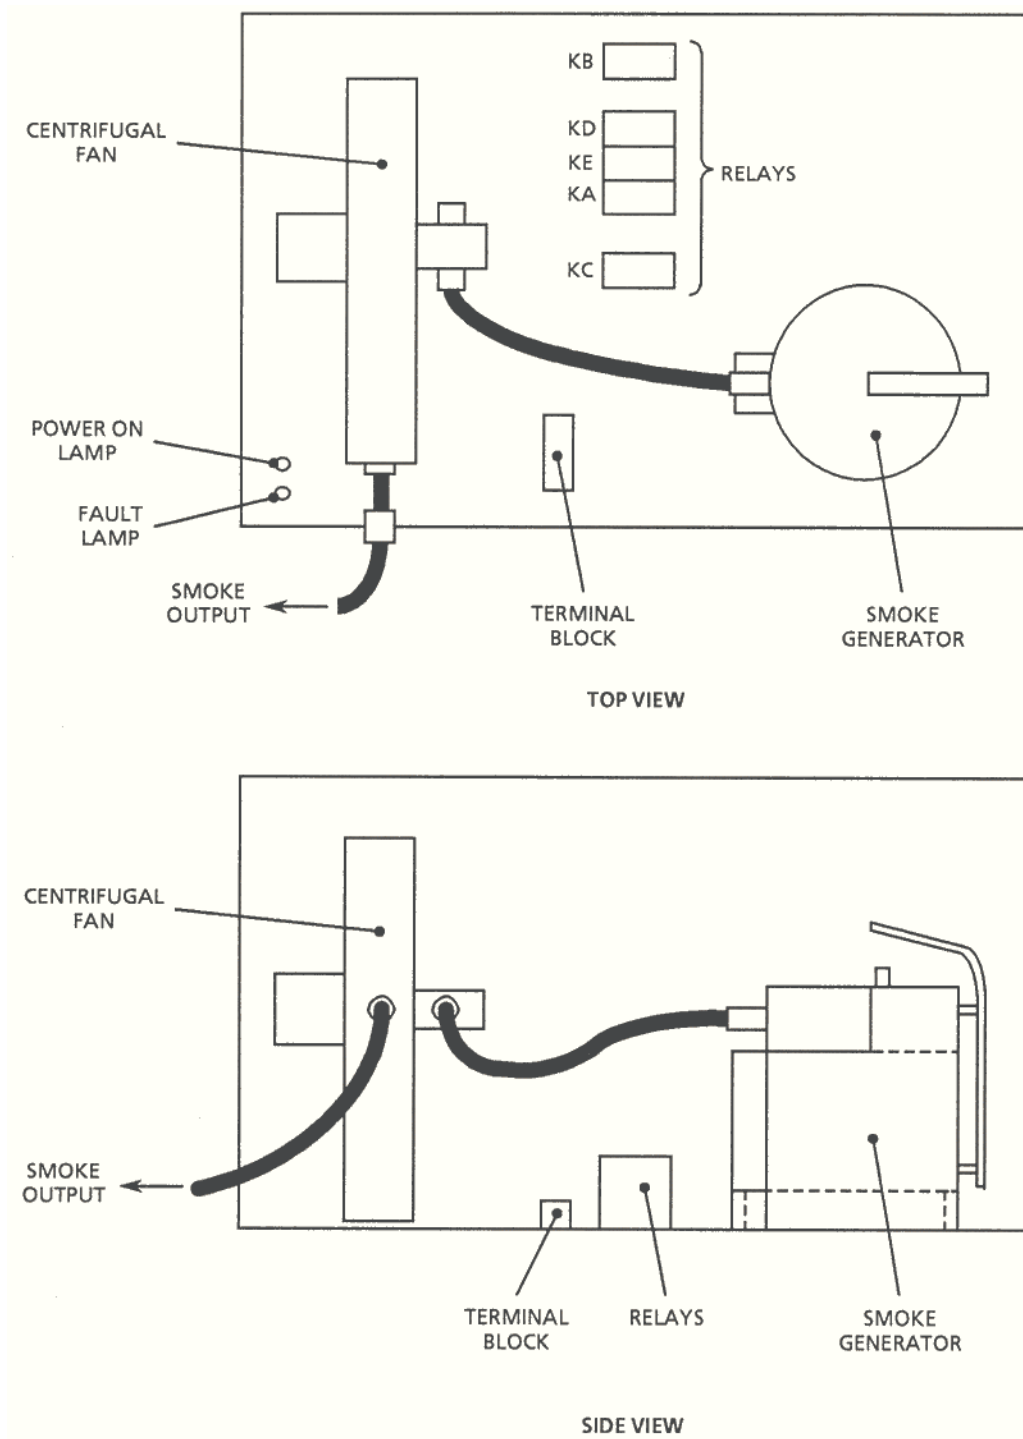 KB
KD
KE
KA
KC
RELAYS
CENTRIFUGAL
FAN
POWER ON
LAMP
FAULT
LAMP
SMOKE
OUTPUT
TERMINAL
BLOCK
SMOKE
GENERATOR
TOP VIEW
CENTRIFUGAL
FAN
SMOKE
OUTPUT
TERMINAL
BLOCK
RELAYS
SMOKE
GENERATOR
SIDE VIEW